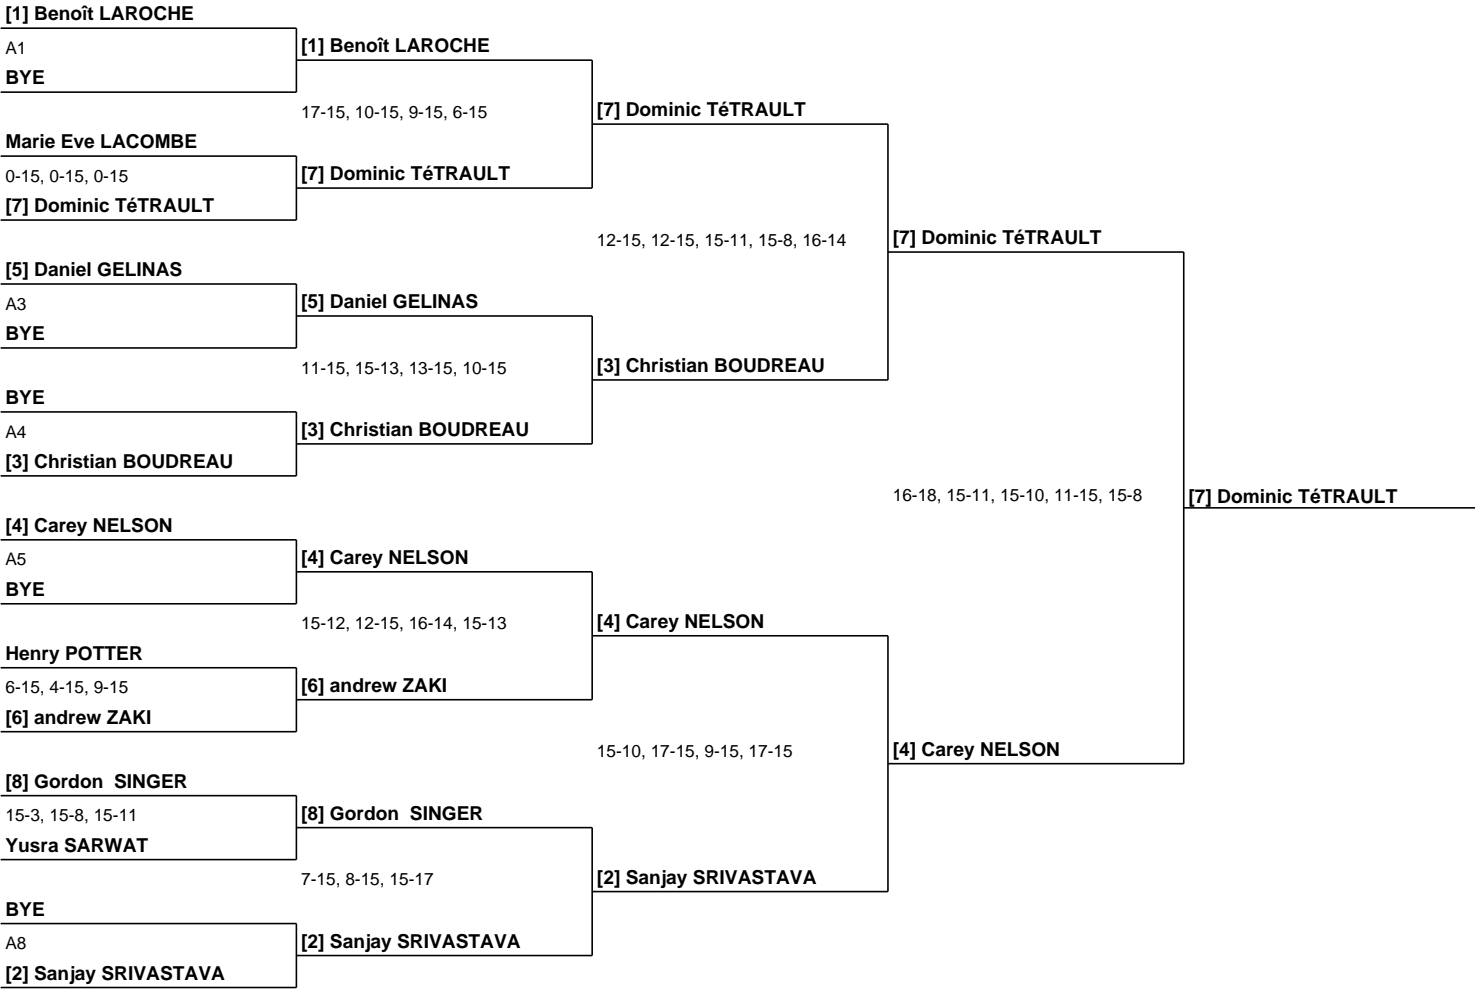 [1] Benoît LAROCHE
A1
BYE
[1] Benoît LAROCHE
17-15, 10-15, 9-15, 6-15
[7] Dominic TéTRAULT
Marie Eve LACOMBE
0-15, 0-15, 0-15
[7] Dominic TéTRAULT
[7] Dominic TéTRAULT
12-15, 12-15, 15-11, 15-8, 16-14
[7] Dominic TéTRAULT
[5] Daniel GELINAS
A3
BYE
[5] Daniel GELINAS
11-15, 15-13, 13-15, 10-15
[3] Christian BOUDREAU
BYE
A4
[3] Christian BOUDREAU
[3] Christian BOUDREAU
16-18, 15-11, 15-10, 11-15, 15-8
[7] Dominic TéTRAULT
[4] Carey NELSON
A5
BYE
[4] Carey NELSON
15-12, 12-15, 16-14, 15-13
[4] Carey NELSON
Henry POTTER
6-15, 4-15, 9-15
[6] andrew ZAKI
[6] andrew ZAKI
15-10, 17-15, 9-15, 17-15
[4] Carey NELSON
[8] Gordon  SINGER
15-3, 15-8, 15-11
Yusra SARWAT
[8] Gordon  SINGER
7-15, 8-15, 15-17
[2] Sanjay SRIVASTAVA
BYE
A8
[2] Sanjay SRIVASTAVA
[2] Sanjay SRIVASTAVA